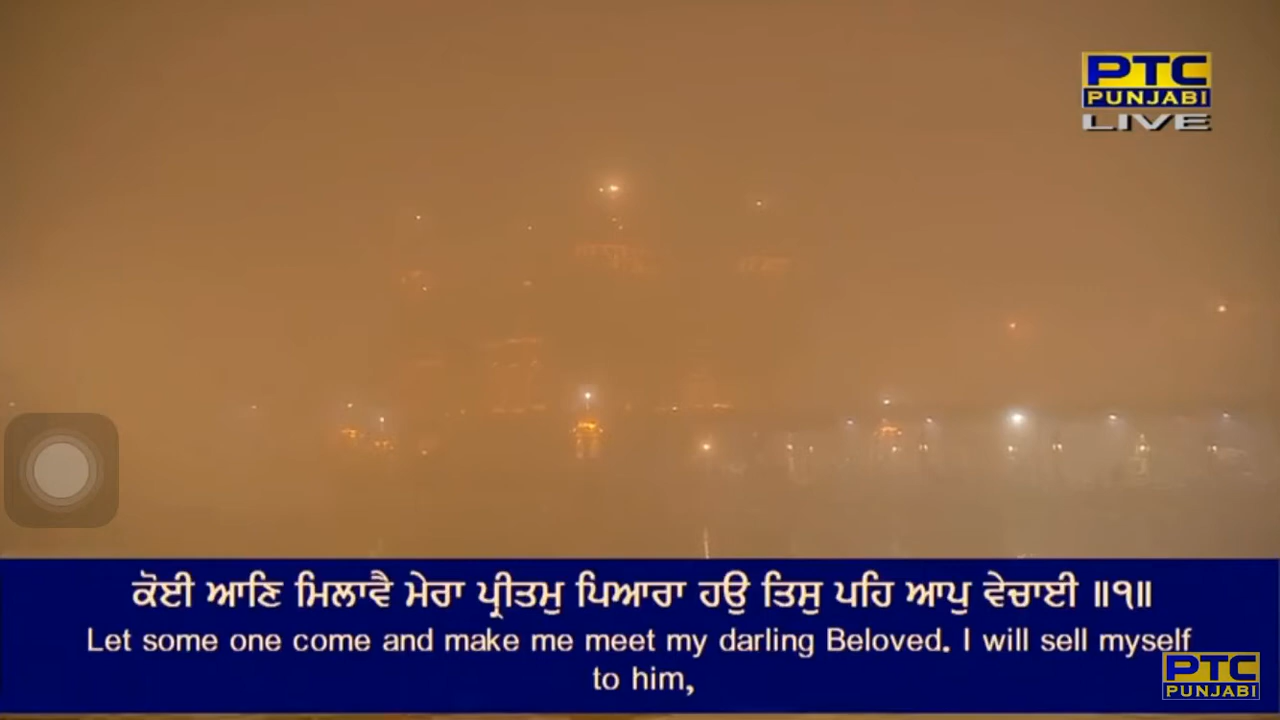 PTC
PUNJABI
LIVE
ਕੋਈ ਆਣਿ ਮਿਲਾਵੈ ਮੇਰਾ ਪ੍ਰੀਤਮੁ ਪਿਆਰਾ ਹਉ ਤਿਸੁ ਪਹਿ ਆਪੁ ਵੇਚਾਈ ॥੧॥
Let some one come and make me meet my darling Beloved. I will sell myself
to him,
PTC
PUNJABI